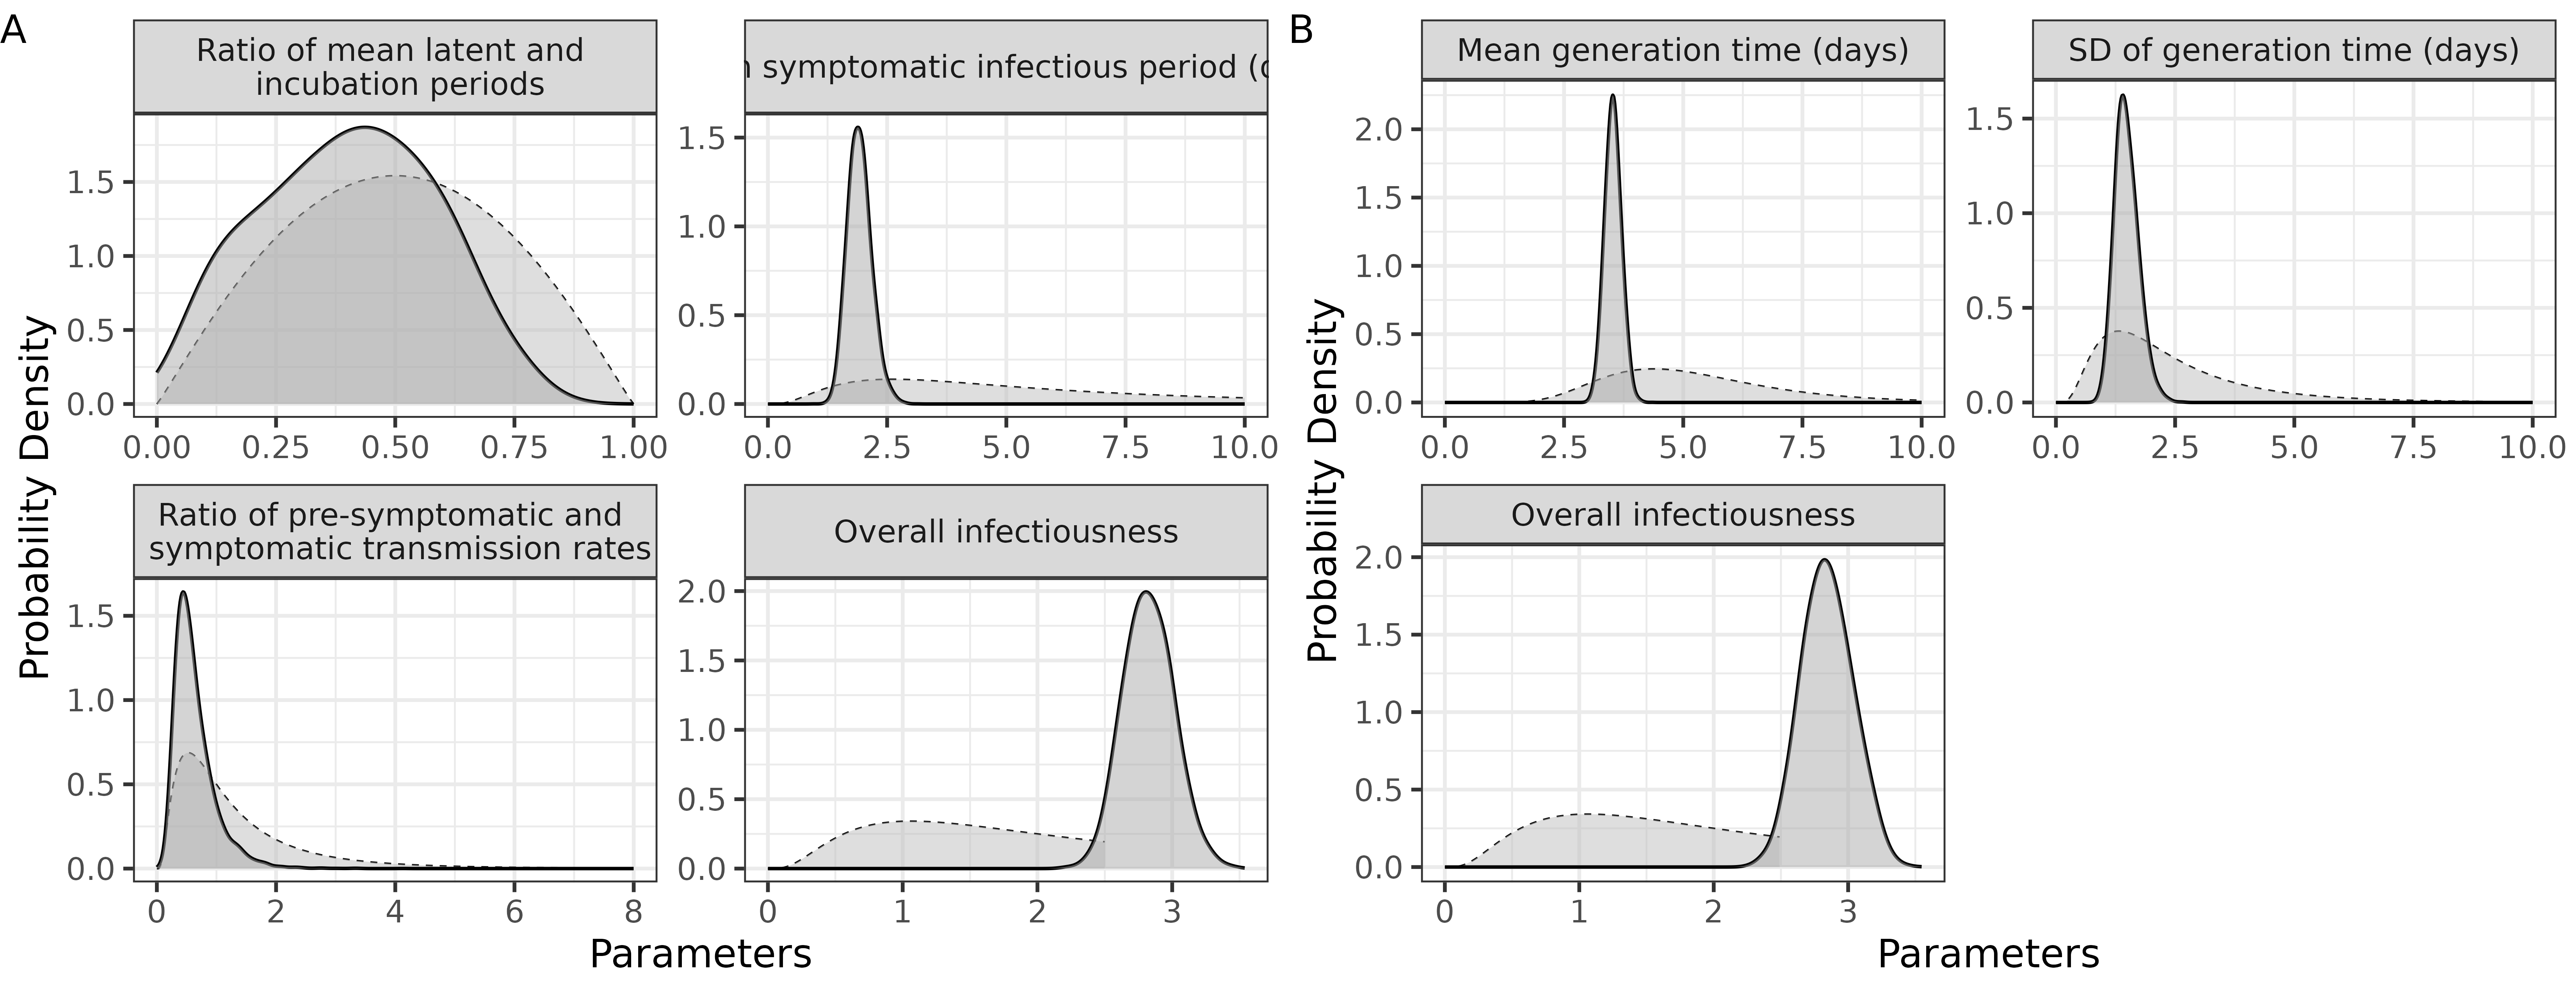 A
Ratio of mean latent and
incubation periods
symptomatic infectious period
B
Mean generation time (days)
SD of generation time (days)
1.5
1.0
0.5
0.0
0.00 0.25 0.50 0.75 1.00
1.5
1.0
0.5
0.0
0.0 2.5 5.0 7.5 10.0
2.0
1.5
1.0
0.5
0.0
0.0 2.5 5.0 7.5 10.0
1.5
1.0
0.5
0.0
0.0 2.5 5.0 7.5 10.0
Probability Density
Probability Density
Ratio of pre-symptomatic and
symptomatic transmission rates
Overall infectiousness
Overall infectiousness
1.5
1.0
0.5
0.0
0 2 4 6 8
2.0
1.5
1.0
0.5
0.0
0 1 2 3
2.0
1.5
1.0
0.5
0.0
0 1 2 3
Parameters
Parameters